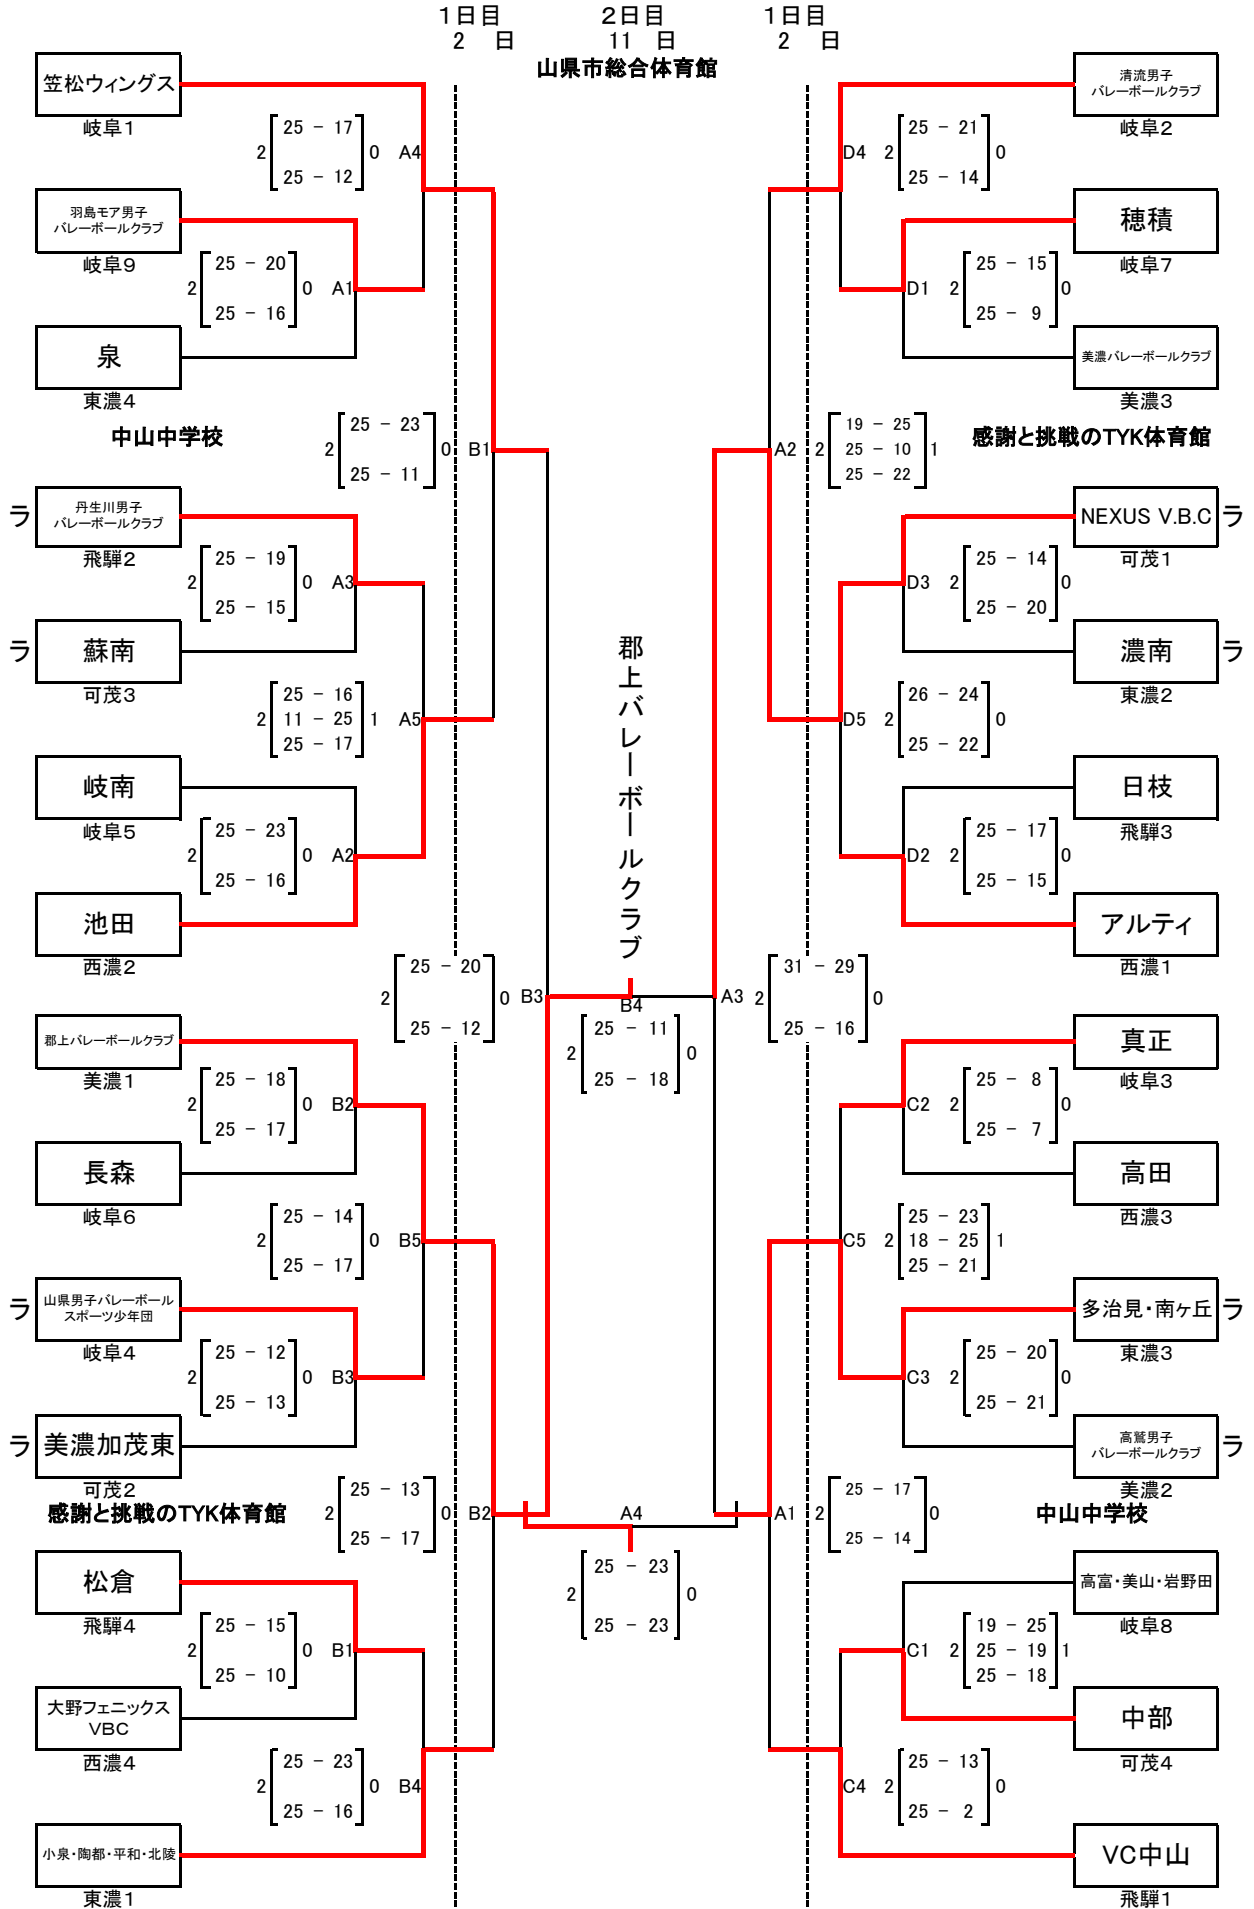 1日目 2日目 1日目
2 日 11 日 2 日
山県市総合体育館
笠松ウィングス
岐阜1
25 － 17
2 0 A4
25 － 12
羽島モア男子
バレーボールクラブ
岐阜9
25 － 20
2 0 A1
25 － 16
泉
東濃4
中山中学校
25 － 23
2 0 B1
25 － 11
ラ
丹生川男子
バレーボールクラブ
飛騨2
25 － 19
2 0 A3
25 － 15
ラ
蘇南
可茂3
25 － 16
2 11 － 25 1 A5
25 － 17
岐南
岐阜5
25 － 23
2 0 A2
25 － 16
池田
西濃2
25 － 20
2 0 B3
25 － 12
郡上バレーボールクラブ
美濃1
25 － 18
2 0 B2
25 － 17
長森
岐阜6
25 － 14
2 0 B5
25 － 17
ラ
山県男子バレーボール
スポーツ少年団
岐阜4
25 － 12
2 0 B3
25 － 13
ラ
美濃加茂東
可茂2
感謝と挑戦のTYK体育館
25 － 13
2 0 B2
25 － 17
松倉
飛騨4
25 － 15
2 0 B1
25 － 10
大野フェニックス
VBC
西濃4
25 － 23
2 0 B4
25 － 16
小泉・陶都・平和・北陵
東濃1
郡上バレーボールクラブ
B4
25 － 11
2 0
25 － 18
A4
25 － 23
2 0
25 － 23
清流男子
バレーボールクラブ
岐阜2
25 － 21
D4 2 0
25 － 14
穂積
岐阜7
25 － 15
D1 2 0
25 － 9
美濃バレーボールクラブ
美濃3
感謝と挑戦のTYK体育館
19 － 25
A2 2 25 － 10 1
25 － 22
NEXUS V.B.C
ラ
可茂1
25 － 14
D3 2 0
25 － 20
濃南
ラ
東濃2
26 － 24
D5 2 0
25 － 22
日枝
飛騨3
25 － 17
D2 2 0
25 － 15
アルティ
西濃1
31 － 29
A3 2 0
25 － 16
真正
岐阜3
25 － 8
C2 2 0
25 － 7
高田
西濃3
25 － 23
C5 2 18 － 25 1
25 － 21
多治見・南ヶ丘
ラ
東濃3
25 － 20
C3 2 0
25 － 21
高鷲男子
バレーボールクラブ
ラ
美濃2
中山中学校
25 － 17
A1 2 0
25 － 14
高富・美山・岩野田
岐阜8
19 － 25
C1 2 25 － 19 1
25 － 18
中部
可茂4
25 － 13
C4 2 0
25 － 2
VC中山
飛騨1